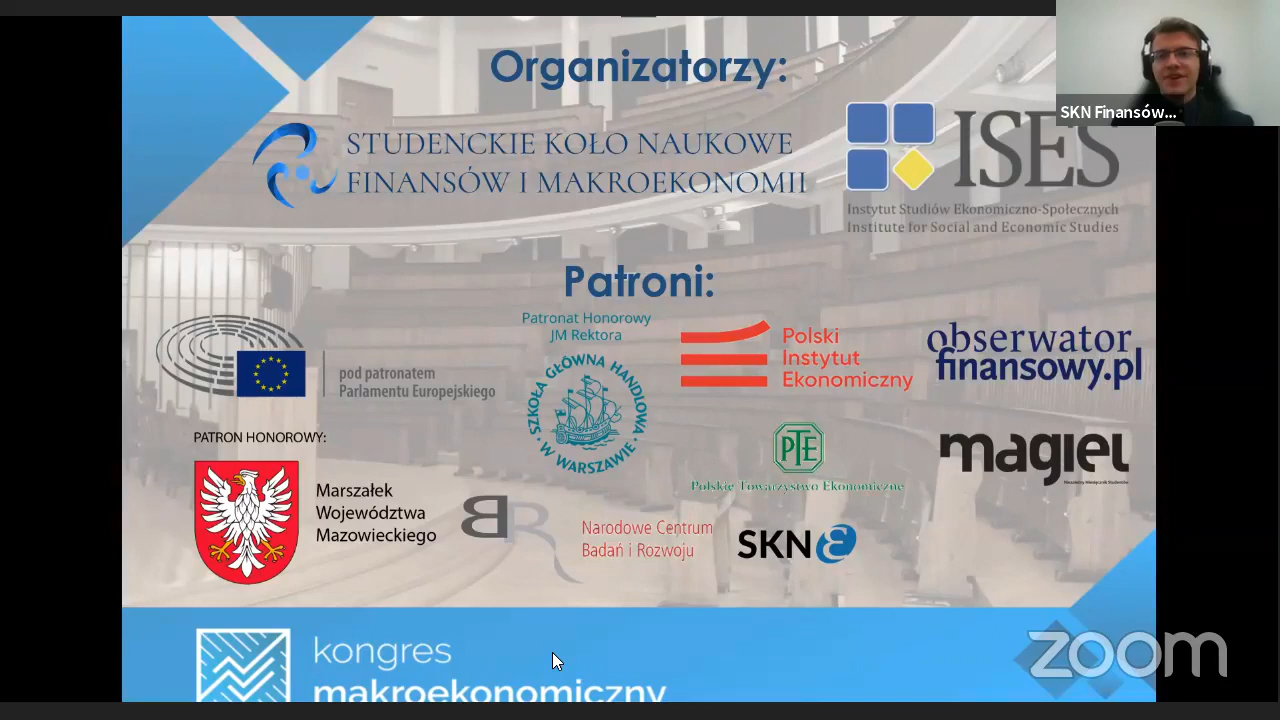 Organizatorzy:
STUDENCKIE KOŁO NAUKOWE
FINANSÓW I MAKROEKONOMII
ISES
Instytut Studiów Ekonomiczno-Społecznych
Institute for Social and Economic Studies
SKN Finansów...
Patroni:
pod patronatem
Parlamentu Europejskiego
Patronat Honorowy
JM Rektora
SZKOŁA GŁÓWNA HANDLOWA
W WARSZAWIE
Polski
Instytut
Ekonomiczny
obserwator
finansowy.pl
PATRON HONOROWY:
Marszałek
Województwa
Mazowieckiego
BR
Narodowe Centrum
Badań i Rozwoju
PTE
Polskie Towarzystwo Ekonomiczne
SKN
magiel
kongres
makroekonomiczny
zoom